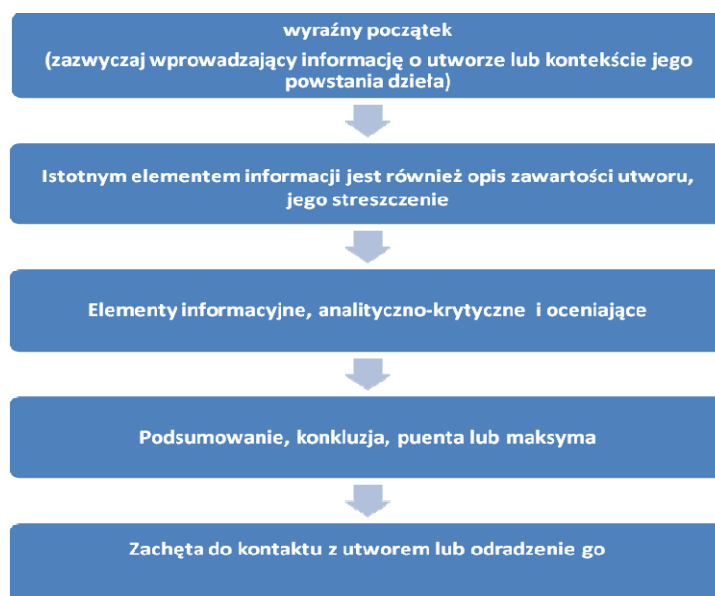 wyraźny początek
(zazwyczaj wprowadzający informację o utworze lub kontekście jego
powstania dzieła)
Istotnym elementem informacji jest również opis zawartości utworu,
jego streszczenie
Elementy informacyjne, analityczno-krytyczne i oceniające
Podsumowanie, konkluzja, puenta lub maksyma
Zachęta do kontaktu z utworem lub odradzenie go